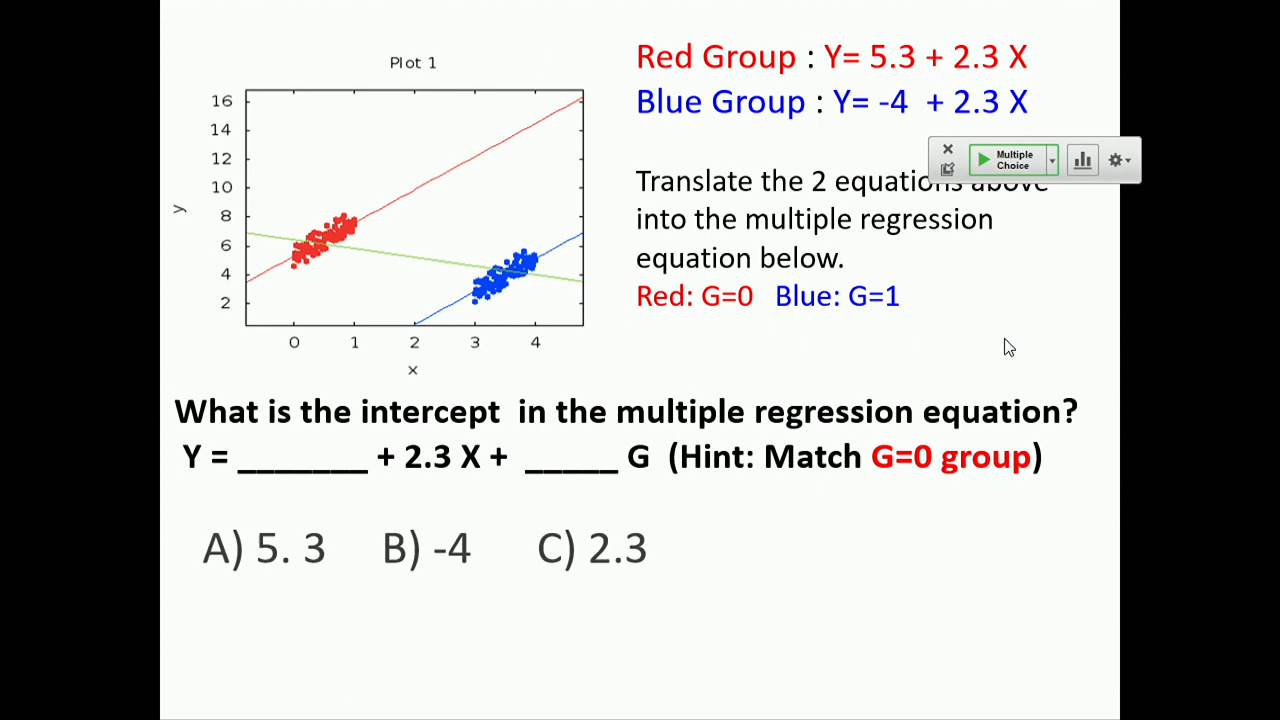 Plot 1
16
14
12
10
8
6
4
2
y
0 1 2 3 4
x
Red Group : Y= 5.3 + 2.3 X
Blue Group : Y= -4 + 2.3 X
Multiple
Choice
Translate the 2 equations above
into the multiple regression
equation below.
Red: G=0 Blue: G=1
What is the intercept in the multiple regression equation?
Y = _______ + 2.3 X + _____ G (Hint: Match G=0 group)
A) 5. 3 B) -4 C) 2.3